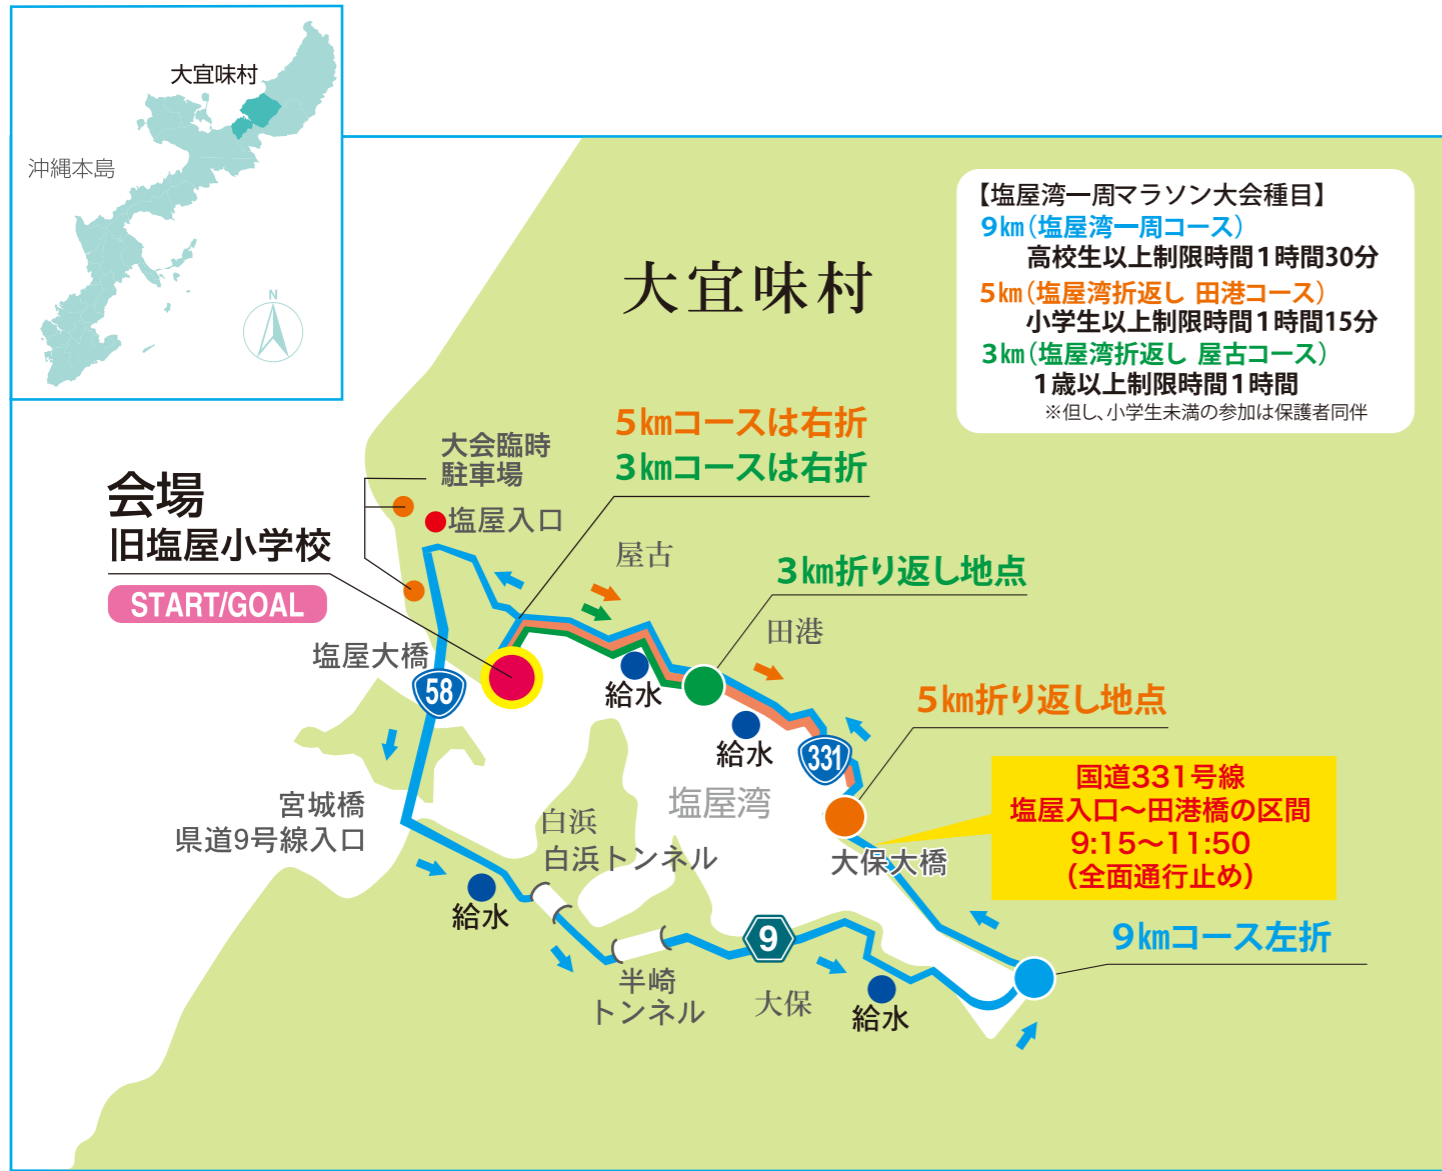 大宜味村
沖縄本島
N
【塩屋湾一周マラソン大会種目】
9㎞(塩屋湾一周コース)
高校生以上制限時間1時間30分
5㎞(塩屋湾折返し 田港コース)
小学生以上制限時間1時間15分
3㎞(塩屋湾折返し 屋古コース)
1歳以上制限時間1時間
※但し、小学生未満の参加は保護者同伴
大宜味村
5㎞コースは右折
3㎞コースは右折
大会臨時
駐車場
塩屋入口
会場
旧塩屋小学校
START/GOAL
屋古
3㎞折り返し地点
田港
塩屋大橋
58
給水
給水
331
5㎞折り返し地点
国道331号線
塩屋入口～田港橋の区間
9:15～11:50
(全面通行止め)
塩屋湾
宮城橋
県道9号線入口
白浜
白浜トンネル
大保大橋
給水
9
9㎞コース左折
半崎
トンネル
大保
給水